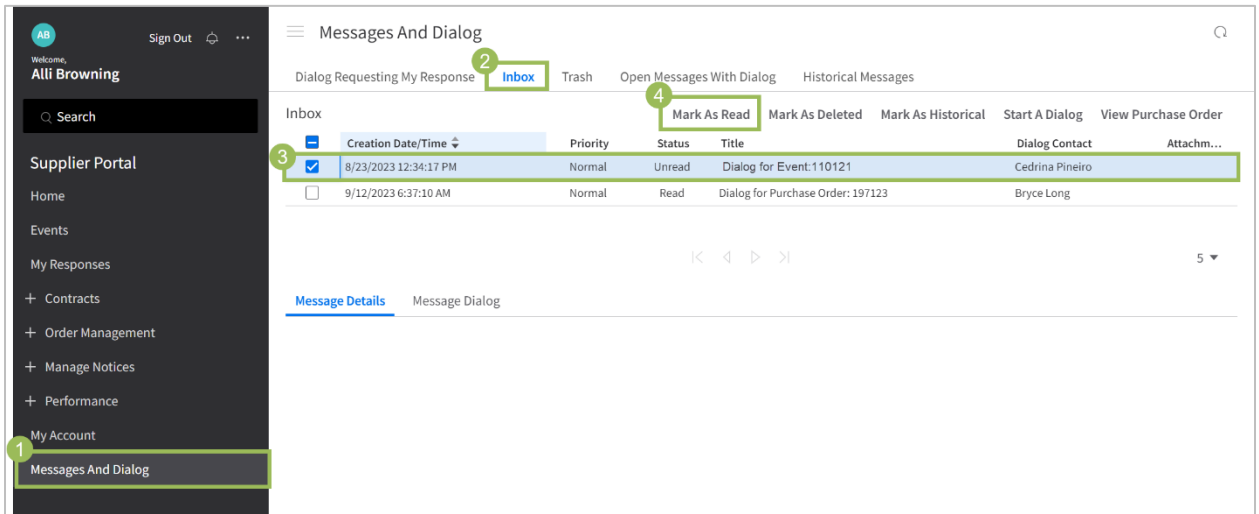 AB
Sign Out
Welcome,
Alli Browning
Search
Supplier Portal
Home
Events
My Responses
+ Contracts
+ Order Management
+ Manage Notices
+ Performance
My Account
1
Messages And Dialog
Messages And Dialog
2
Dialog Requesting My Response Inbox Trash Open Messages With Dialog Historical Messages
4
Inbox Mark As Read Mark As Deleted Mark As Historical Start A Dialog View Purchase Order
Creation Date/Time Priority Status Title Dialog Contact Attachm...
3
8/23/2023 12:34:17 PM Normal Unread Dialog for Event:110121 Cedrina Pineiro
9/12/2023 6:37:10 AM Normal Read Dialog for Purchase Order: 197123 Bryce Long
5
Message Details Message Dialog